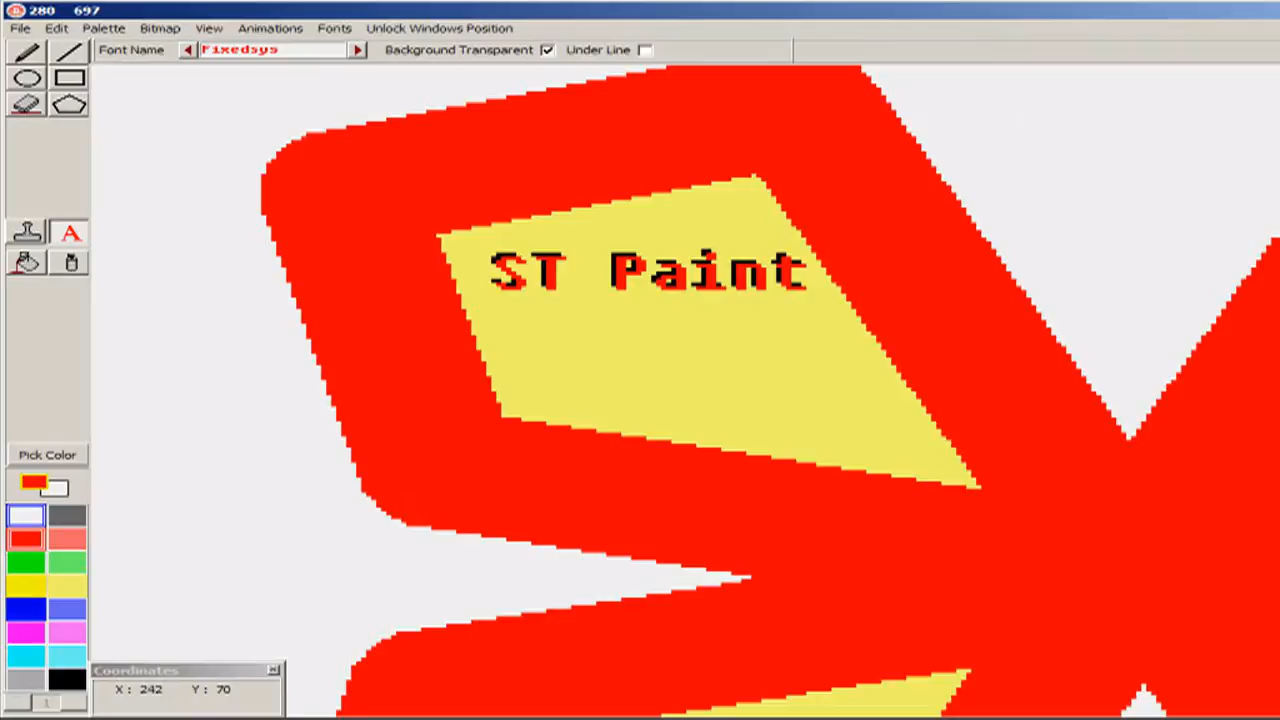 280 697
File Edit Palette Bitmap View Animations Fonts Unlock Windows Position
Font Name Fixedsys Background Transparent Under Line
A
ST Paint
Pick Color
1
Coordinates
X: 242 Y: 70